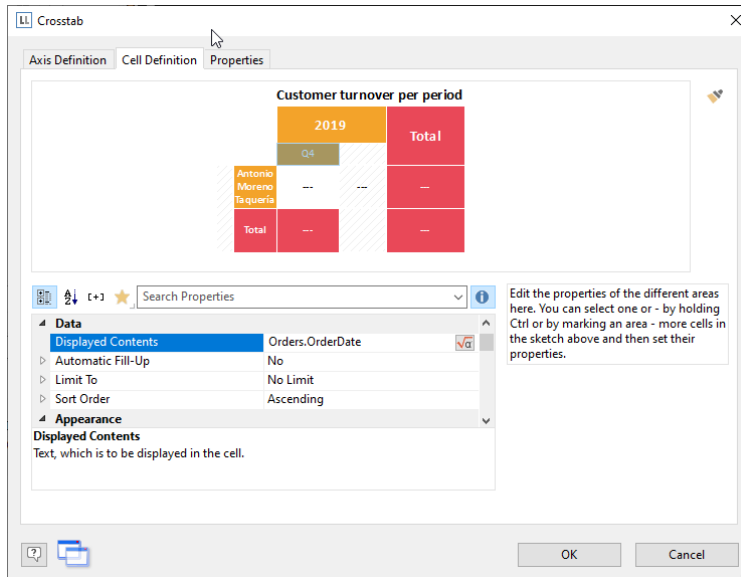 LL Crosstab
Axis Definition Cell Definition Properties
Customer turnover per period
2019
Total
Q4
Antonio
Moreno
Taquería
---
---
---
Total
---
---
A
Z
[+]
Search Properties
Data
Displayed Contents Orders.OrderDate
Automatic Fill-Up No
Limit To No Limit
Sort Order Ascending
Appearance
Displayed Contents
Text, which is to be displayed in the cell.
Edit the properties of the different areas
here. You can select one or - by holding
Ctrl or by marking an area - more cells in
the sketch above and then set their
properties.
OK Cancel